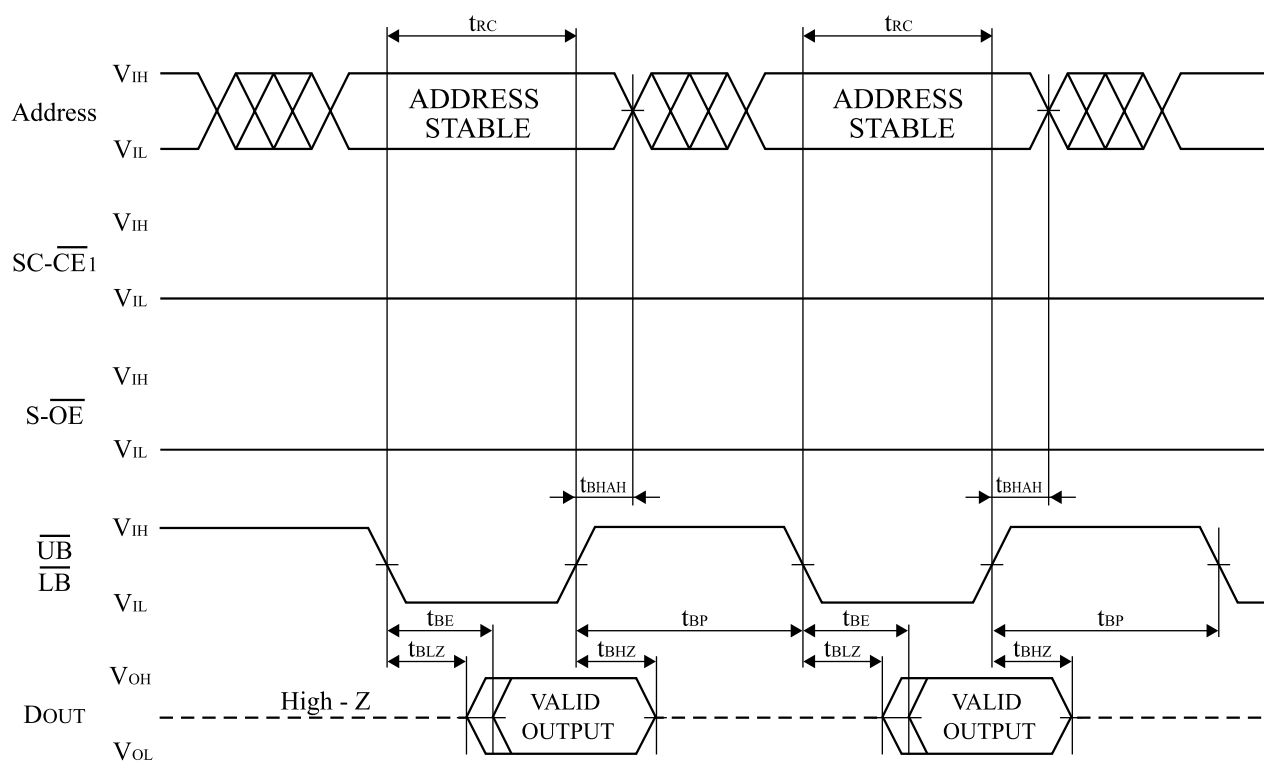 tRC tRC
VIH
Address ADDRESS STABLE ADDRESS STABLE
VIL
VIH
SC-CE1
VIL
VIH
S-OE
VIL
tBHAH tBHAH
VIH
UB
LB
VIL
tBE tBP tBE tBP
tBLZ tBHZ tBLZ tBHZ
VOH
High - Z
DOUT VALID OUTPUT VALID OUTPUT
VOL